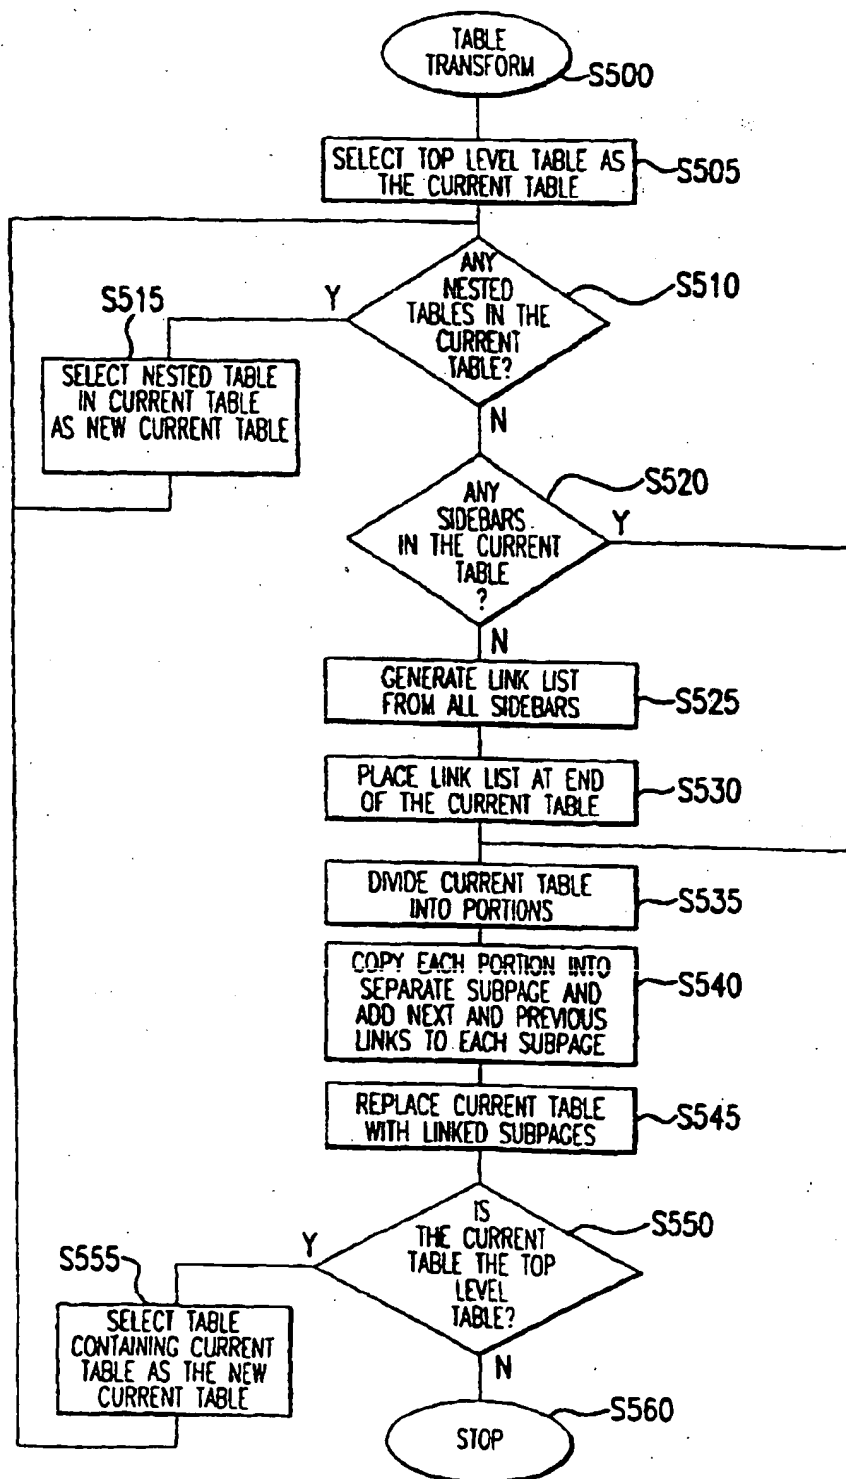 TABLE
TRANSFORM
S500
SELECT TOP LEVEL TABLE AS
THE CURRENT TABLE
S505
ANY
NESTED
TABLES IN THE
CURRENT
TABLE?
S510
Y
N
S515
SELECT NESTED TABLE
IN CURRENT TABLE
AS NEW CURRENT TABLE
ANY
SIDEBARS
IN THE CURRENT
TABLE
?
S520
Y
N
GENERATE LINK LIST
FROM ALL SIDEBARS
S525
PLACE LINK LIST AT END
OF THE CURRENT TABLE
S530
DIVIDE CURRENT TABLE
INTO PORTIONS
S535
COPY EACH PORTION INTO
SEPARATE SUBPAGE AND
ADD NEXT AND PREVIOUS
LINKS TO EACH SUBPAGE
S540
REPLACE CURRENT TABLE
WITH LINKED SUBPAGES
S545
IS
THE CURRENT
TABLE THE TOP
LEVEL
TABLE?
S550
Y
N
S555
SELECT TABLE
CONTAINING CURRENT
TABLE AS THE NEW
CURRENT TABLE
STOP
S560